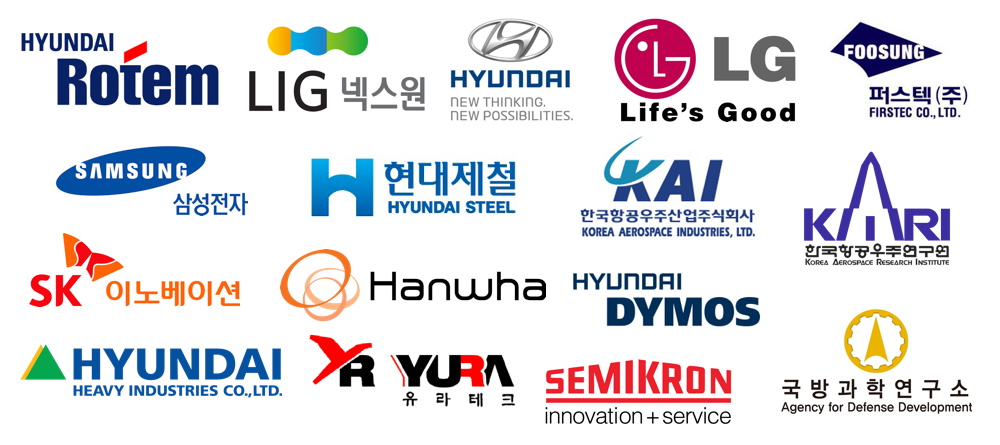 HYUNDAI
Rotem
LIG 넥스원
HYUNDAI
NEW THINKING.
NEW POSSIBILITIES.
LG
Life's Good
FOOSUNG
퍼스텍(주)
FIRSTEC CO., LTD.
SAMSUNG
삼성전자
현대제철
HYUNDAI STEEL
KAI
한국항공우주산업주식회사
KOREA AEROSPACE INDUSTRIES, LTD.
KARI
한국항공우주연구원
KOREA AEROSPACE RESEARCH INSTITUTE
SK 이노베이션
Hanwha
HYUNDAI
DYMOS
HYUNDAI
HEAVY INDUSTRIES CO.,LTD.
YR YURA
유라테크
SEMIKRON
innovation + service
국방과학연구소
Agency for Defense Development